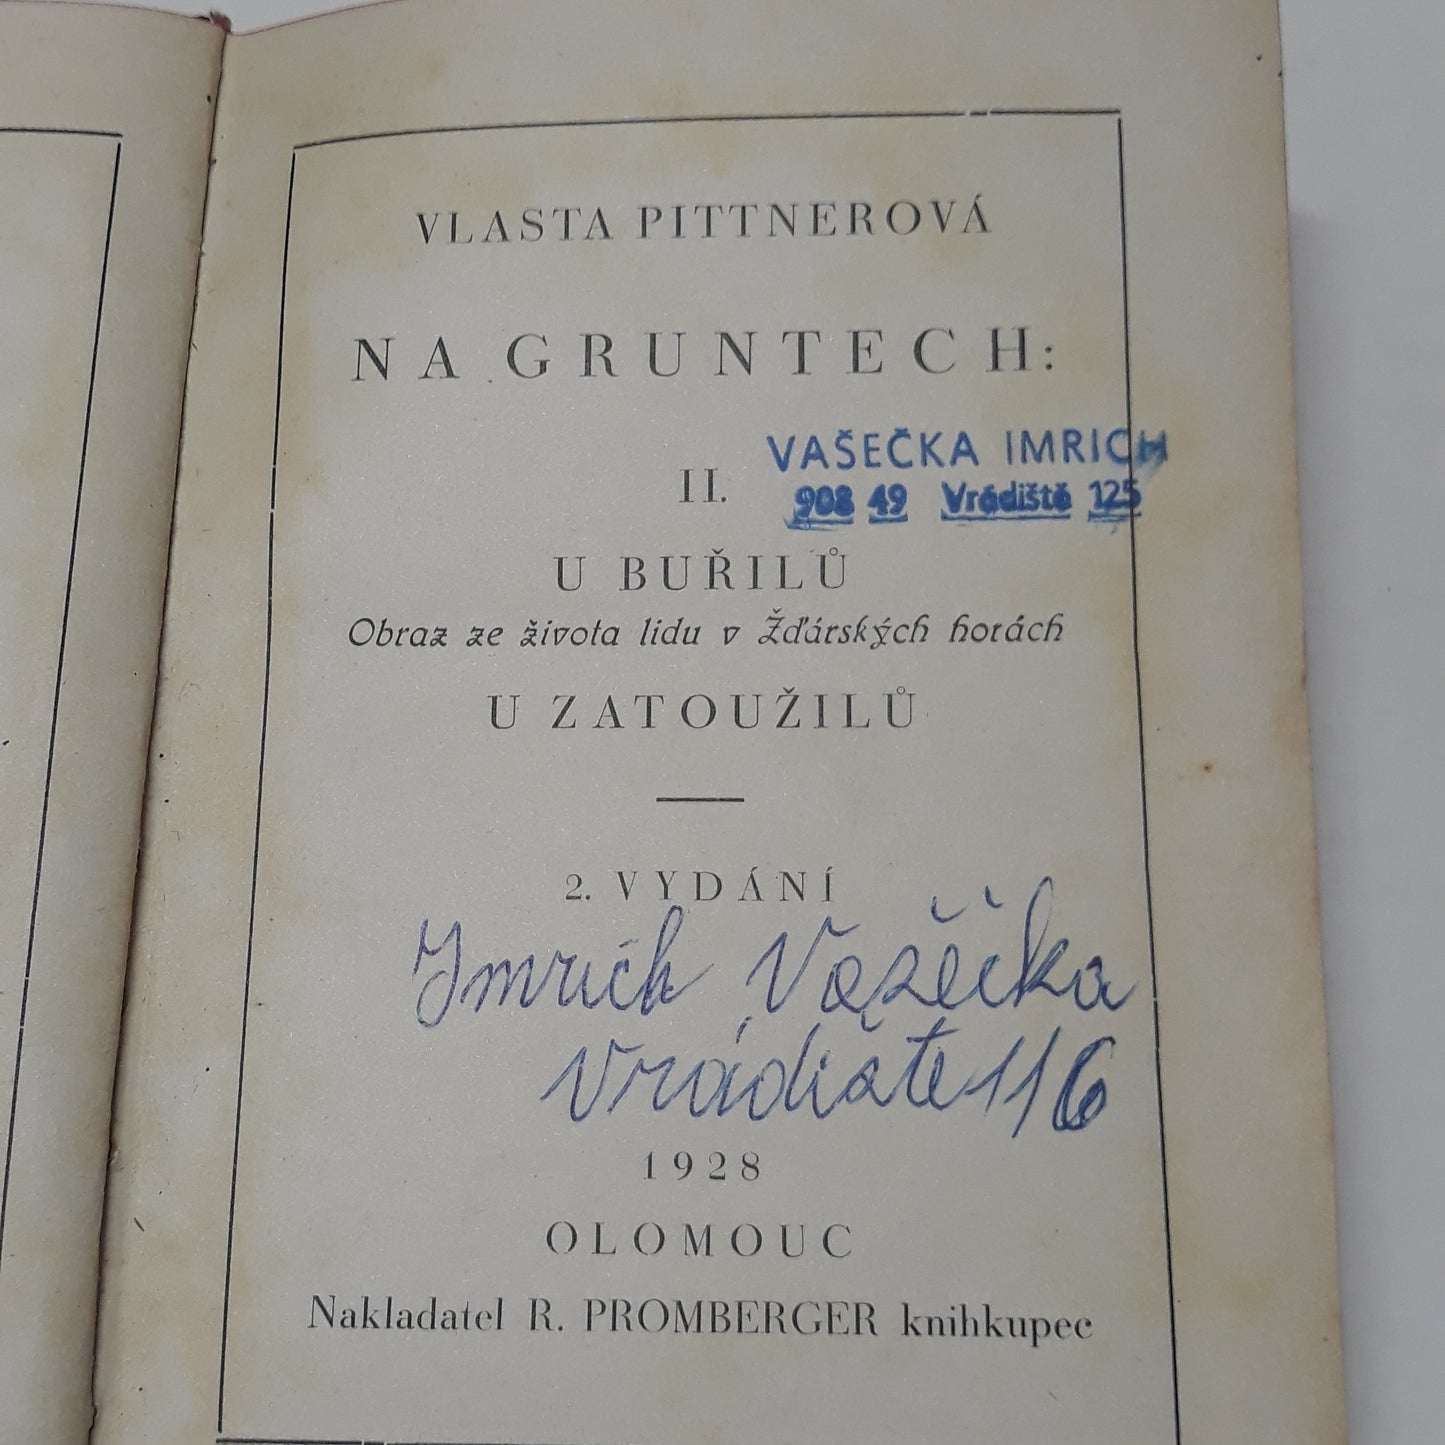 VLASTA PITTNEROVÁ
NA GRUNTECH:
VAŠEČKA IMRICH
II.
908 49 Vrádiště 125
U BUŘILŮ
Obraz ze života lidu v Žďárských horách
U ZATOUŽILŮ
2. VYDÁNÍ
Imrich Vašečka
Vrádište 116
1928
OLOMOUC
Nakladatel R. PROMBERGER knihkupec